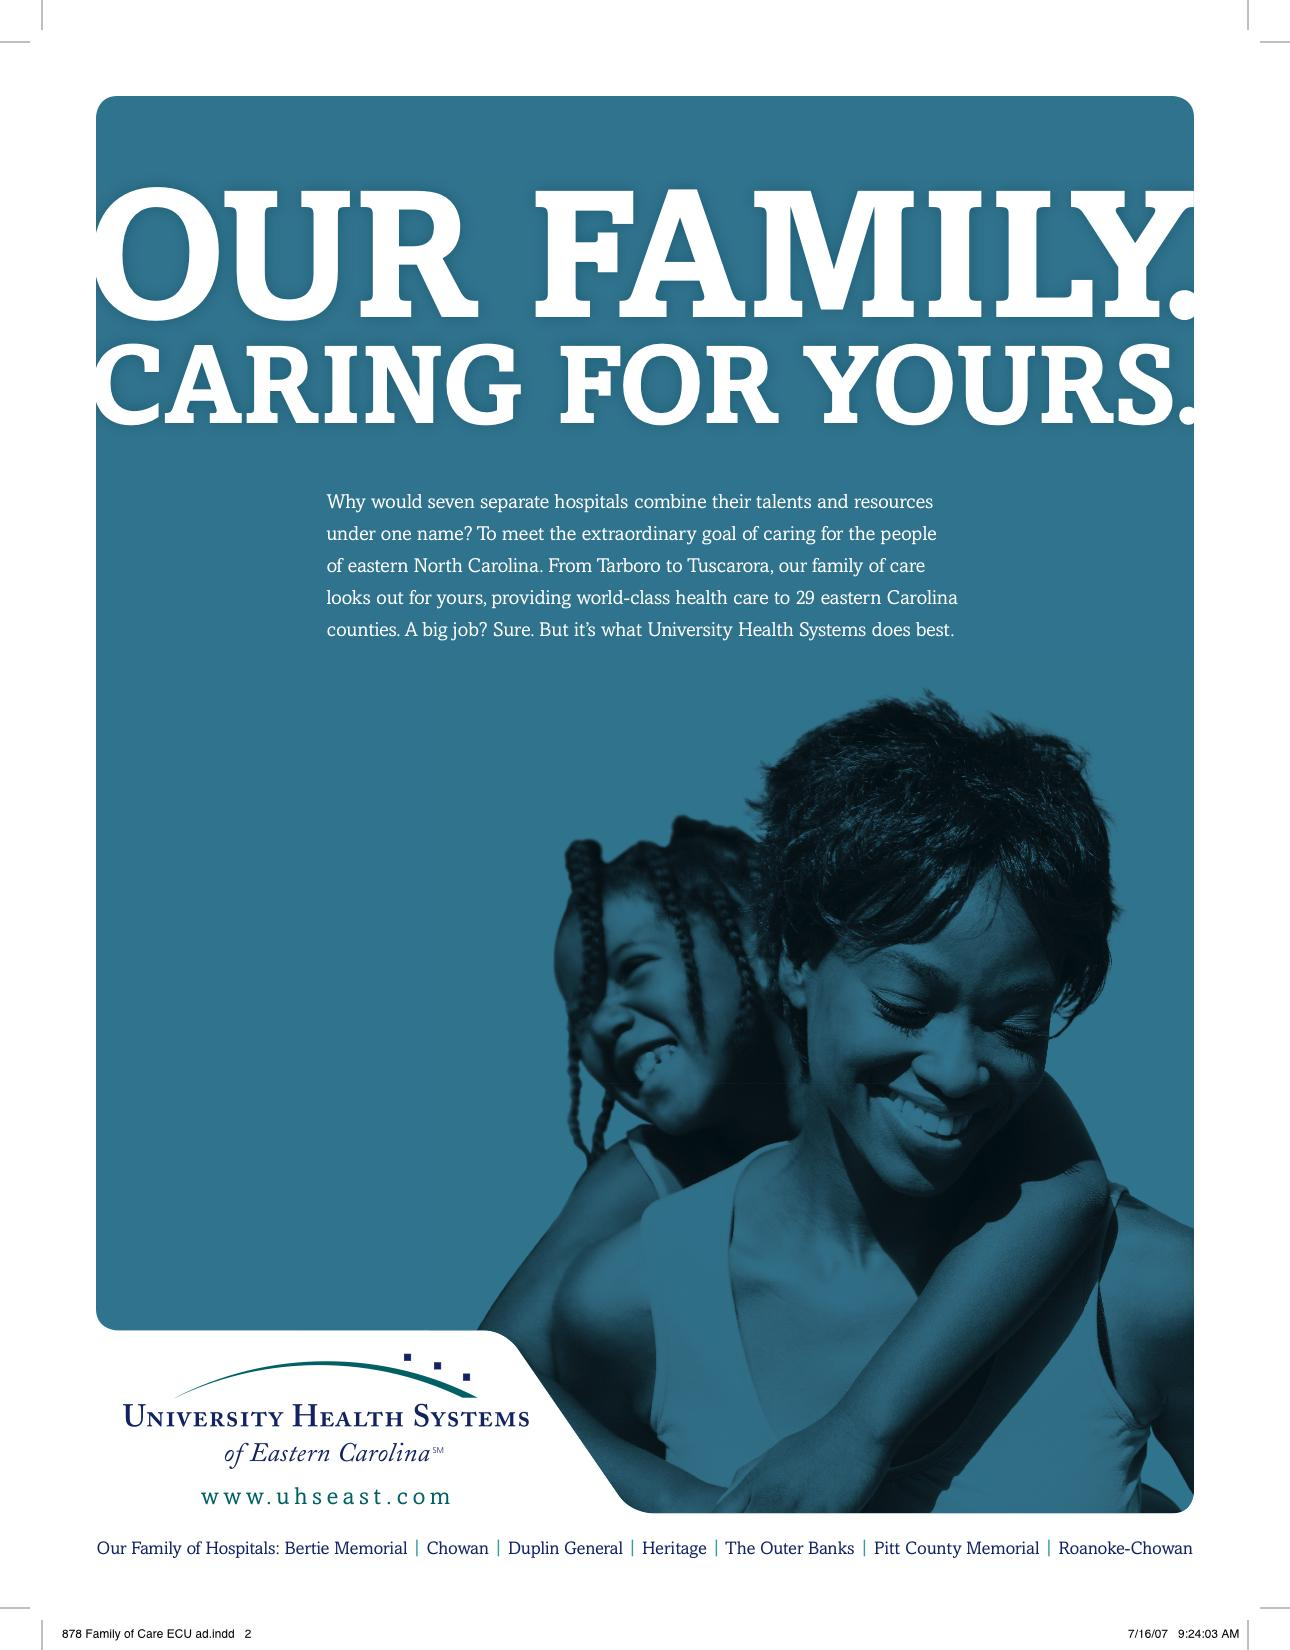 OUR FAMILY.
CARING FOR YOURS.
Why would seven separate hospitals combine their talents and resources
under one name? To meet the extraordinary goal of caring for the people
of eastern North Carolina. From Tarboro to Tuscarora, our family of care
looks out for yours, providing world-class health care to 29 eastern Carolina
counties. A big job? Sure. But it’s what University Health Systems does best.
University Health Systems
of Eastern Carolina℠
www.uhseast.com
Our Family of Hospitals: Bertie Memorial | Chowan | Duplin General | Heritage | The Outer Banks | Pitt County Memorial | Roanoke-Chowan
878 Family of Care ECU ad.indd 2 7/16/07 9:24:03 AM